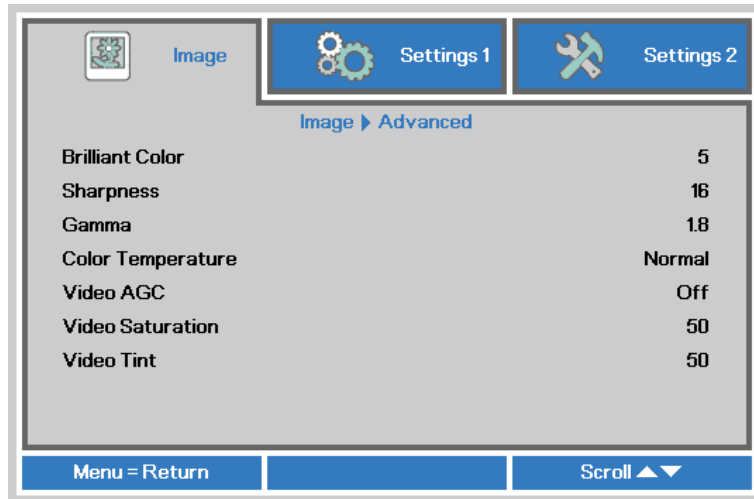 Image Settings 1 Settings 2
Image ▶ Advanced
Brilliant Color 5
Sharpness 16
Gamma 1.8
Color Temperature Normal
Video AGC Off
Video Saturation 50
Video Tint 50
Menu = Return Scroll ▲▼